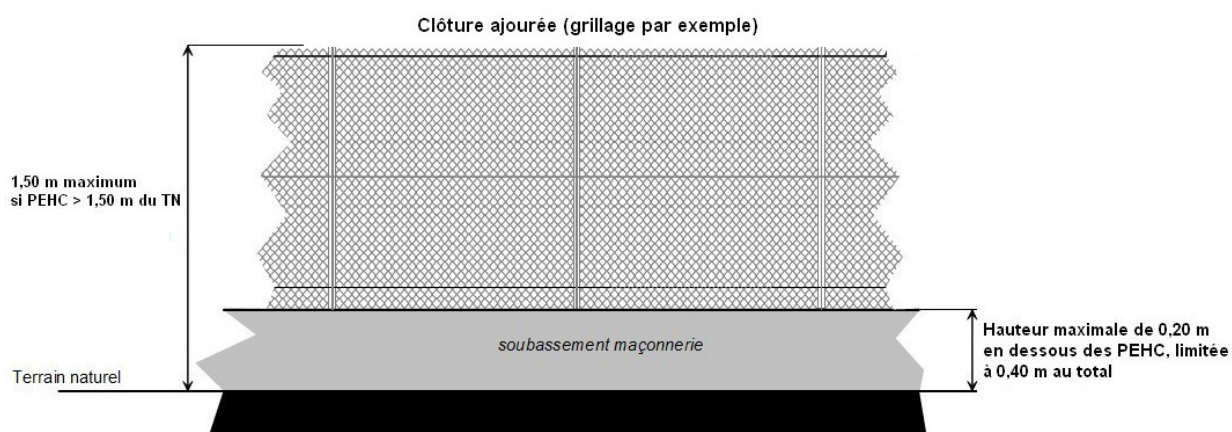 Clôture ajourée (grillage par exemple)
1,50 m maximum
si PEHC > 1,50 m du TN
soubassement maçonnerie
Hauteur maximale de 0,20 m
en dessous des PEHC, limitée
à 0,40 m au total
Terrain naturel